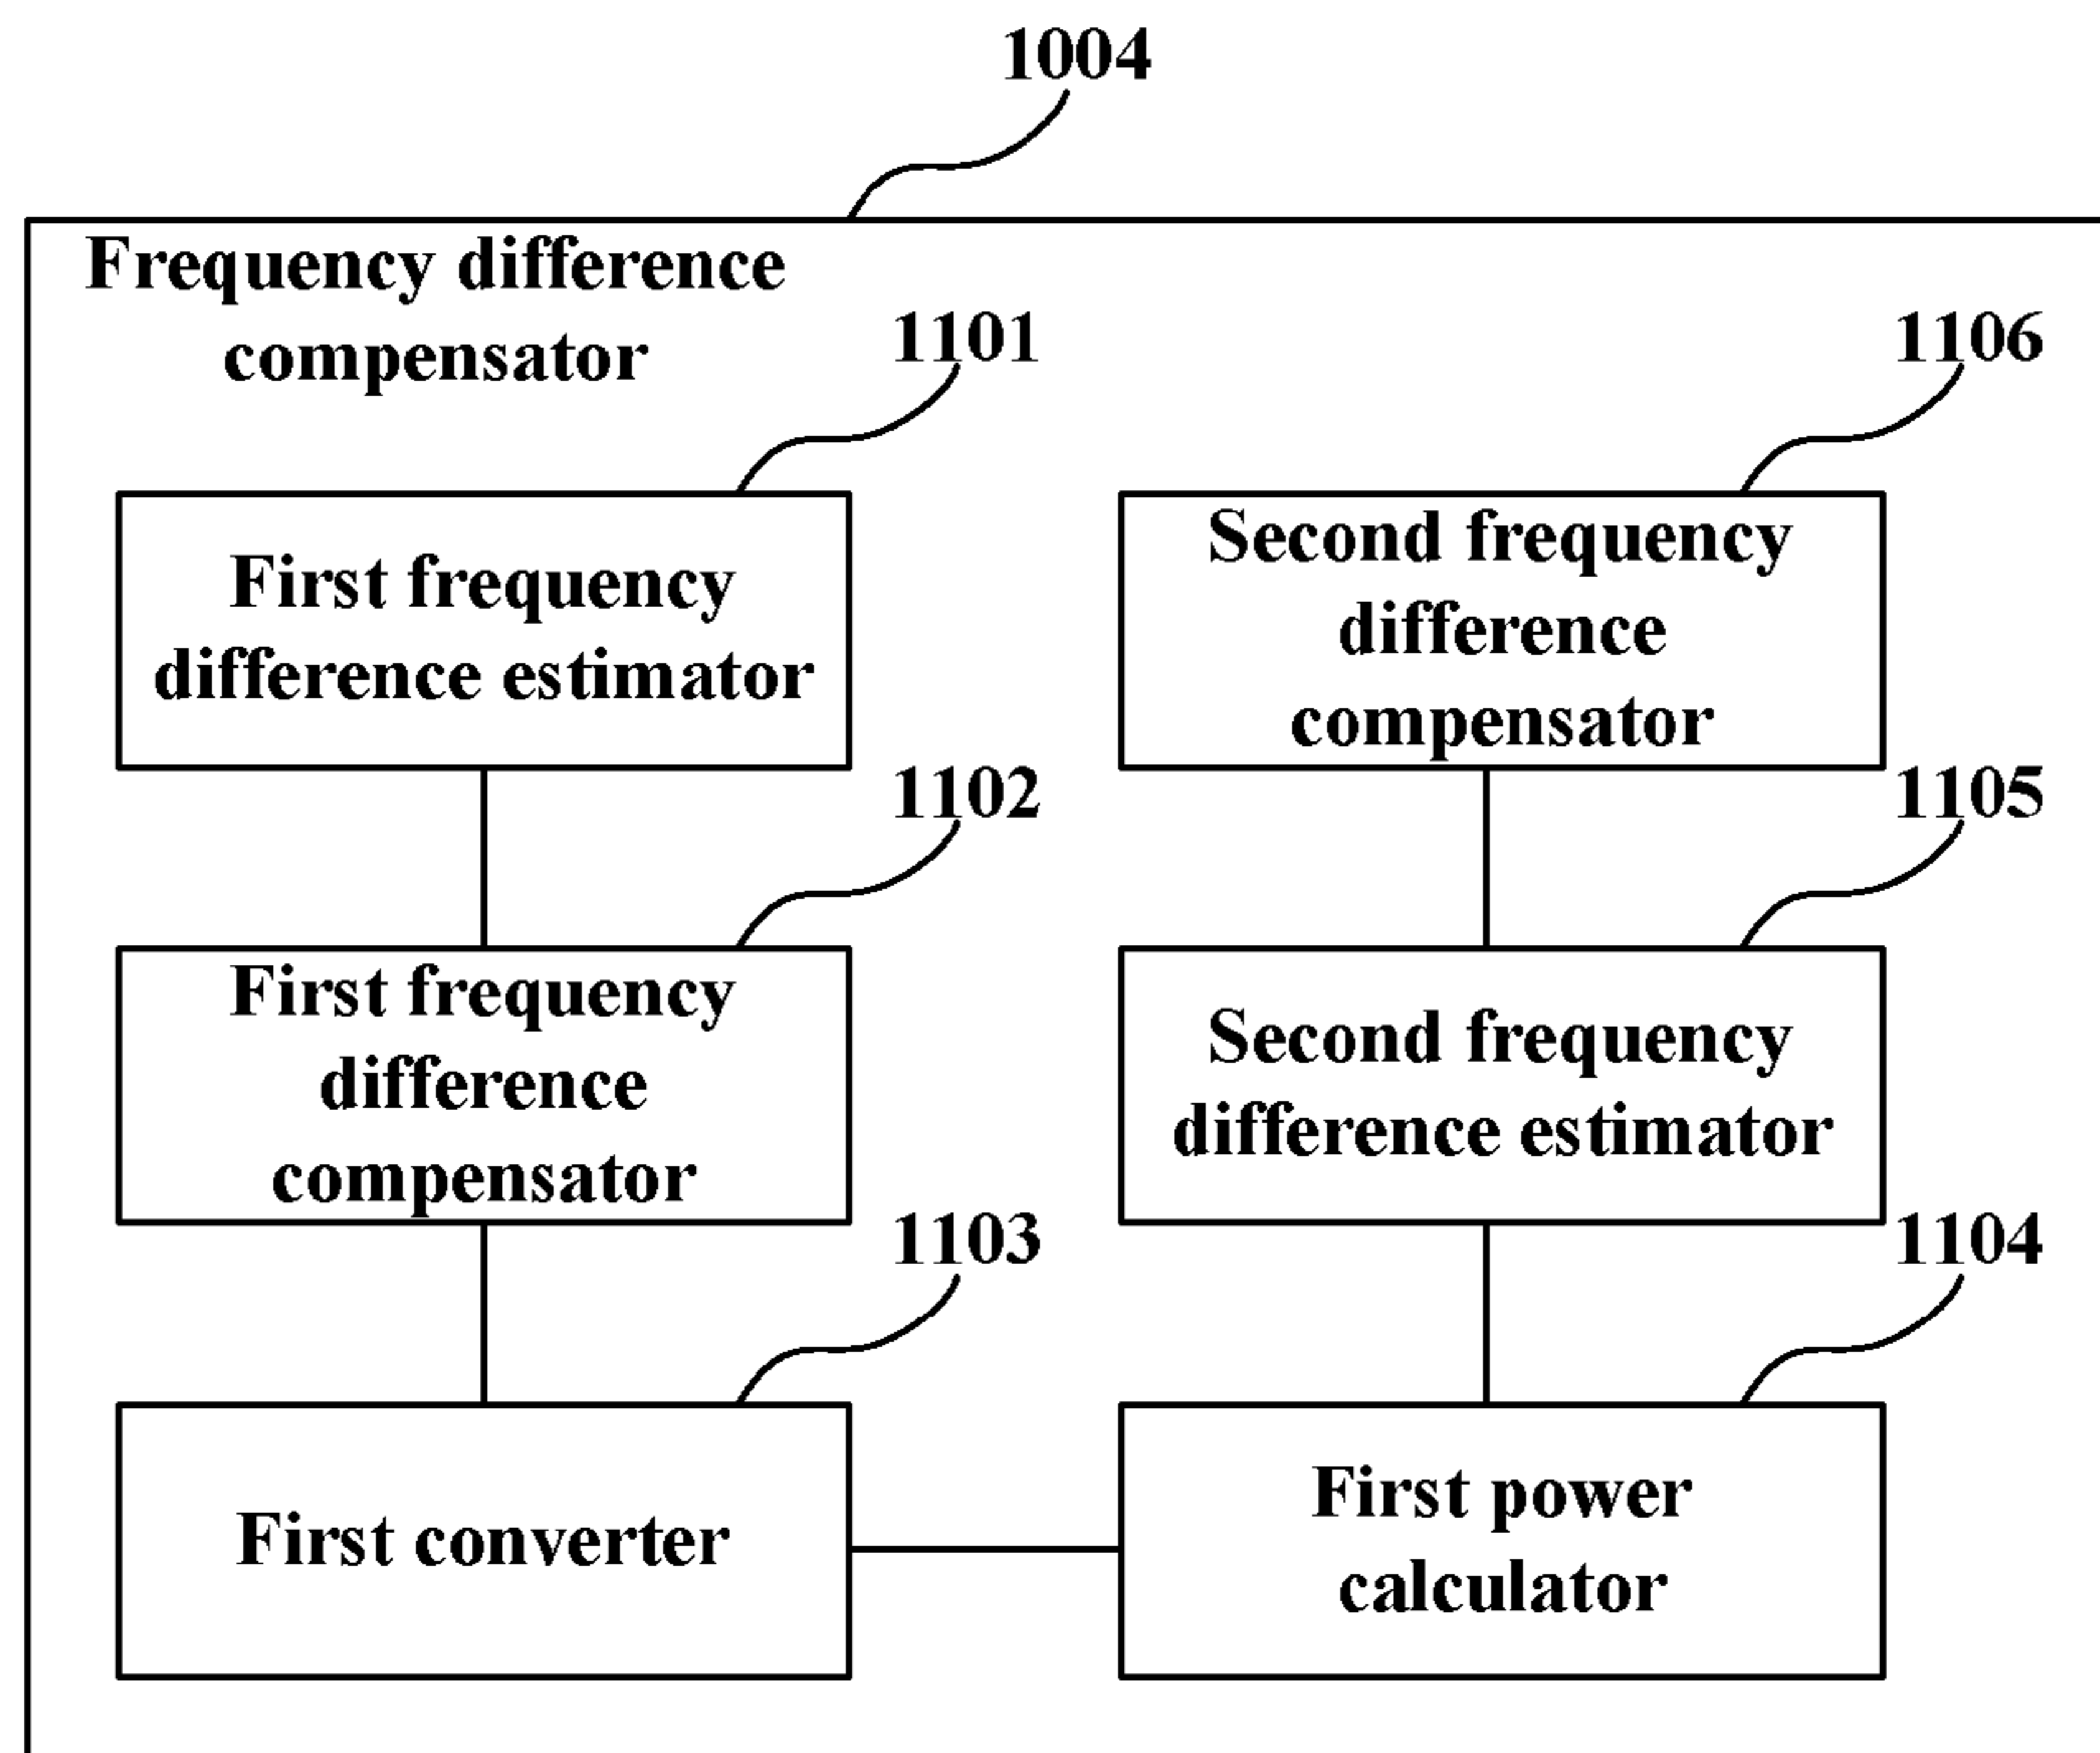 1004
Frequency difference
compensator
1101
First frequency
difference estimator
1102
First frequency
difference
compensator
1103
First converter
1106
Second frequency
difference
compensator
1105
Second frequency
difference estimator
1104
First power
calculator